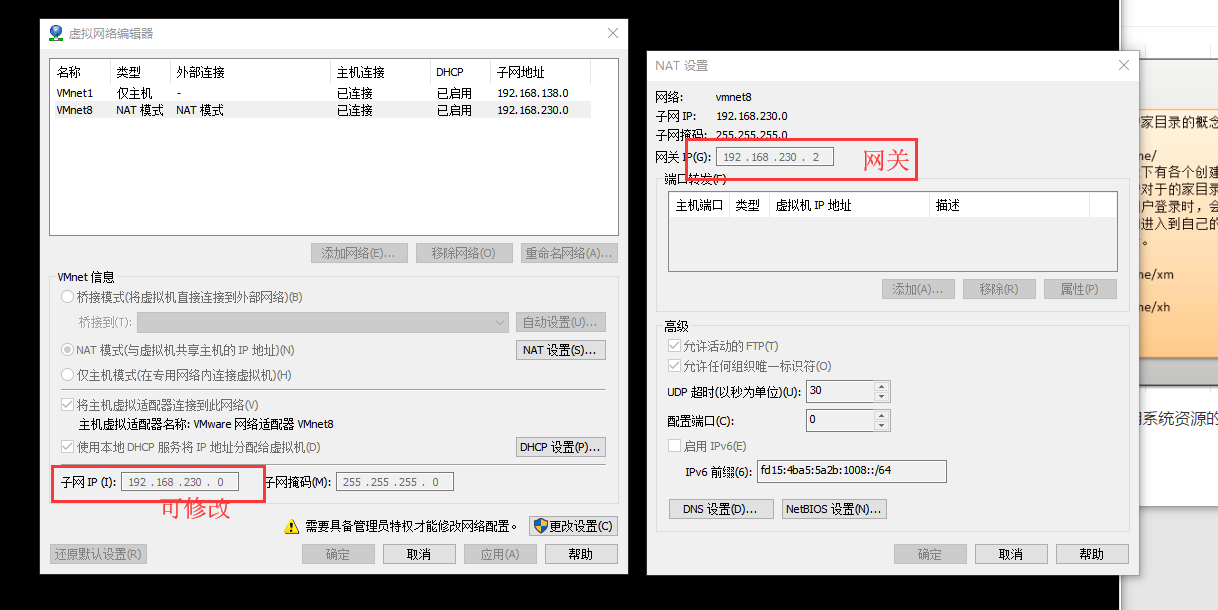 虚拟网络编辑器
名称 类型 外部连接 主机连接 DHCP 子网地址
VMnet1 仅主机 - 已连接 已启用 192.168.138.0
VMnet8 NAT 模式 NAT 模式 已连接 已启用 192.168.230.0
添加网络(E)... 移除网络(O) 重命名网络(A)...
VMnet 信息
桥接模式(将虚拟机直接连接到外部网络)(B)
桥接到(T): 自动设置(U)...
NAT 模式(与虚拟机共享主机的 IP 地址)(N) NAT 设置(S)...
仅主机模式(在专用网络内连接虚拟机)(H)
将主机虚拟适配器连接到此网络(V)
主机虚拟适配器名称: VMware 网络适配器 VMnet8
使用本地 DHCP 服务将 IP 地址分配给虚拟机(D) DHCP 设置(P)...
子网 IP (I): 192 . 168 . 230 . 0 子网掩码(M): 255 . 255 . 255 . 0
可修改
需要具备管理员特权才能修改网络配置。 更改设置(C)
还原默认设置(R) 确定 取消 应用(A) 帮助
NAT 设置
网络: vmnet8
子网 IP: 192.168.230.0
子网掩码: 255.255.255.0
网关 IP(G): 192 . 168 . 230 . 2 网关
端口转发(F)
主机端口 类型 虚拟机 IP 地址 描述
添加(A)... 移除(R) 属性(P)
高级
允许活动的 FTP(T)
允许任何组织唯一标识符(O)
UDP 超时(以秒为单位)(U): 30
配置端口(C): 0
启用 IPv6(E)
IPv6 前缀(6): fd15:4ba5:5a2b:1008::/64
DNS 设置(D)... NetBIOS 设置(N)...
确定 取消 帮助
家目录的概念
me/
下有各个创建
对于的家目录
户登录时，会
进入到自己的
。
me/xm
me/xh
系统资源的